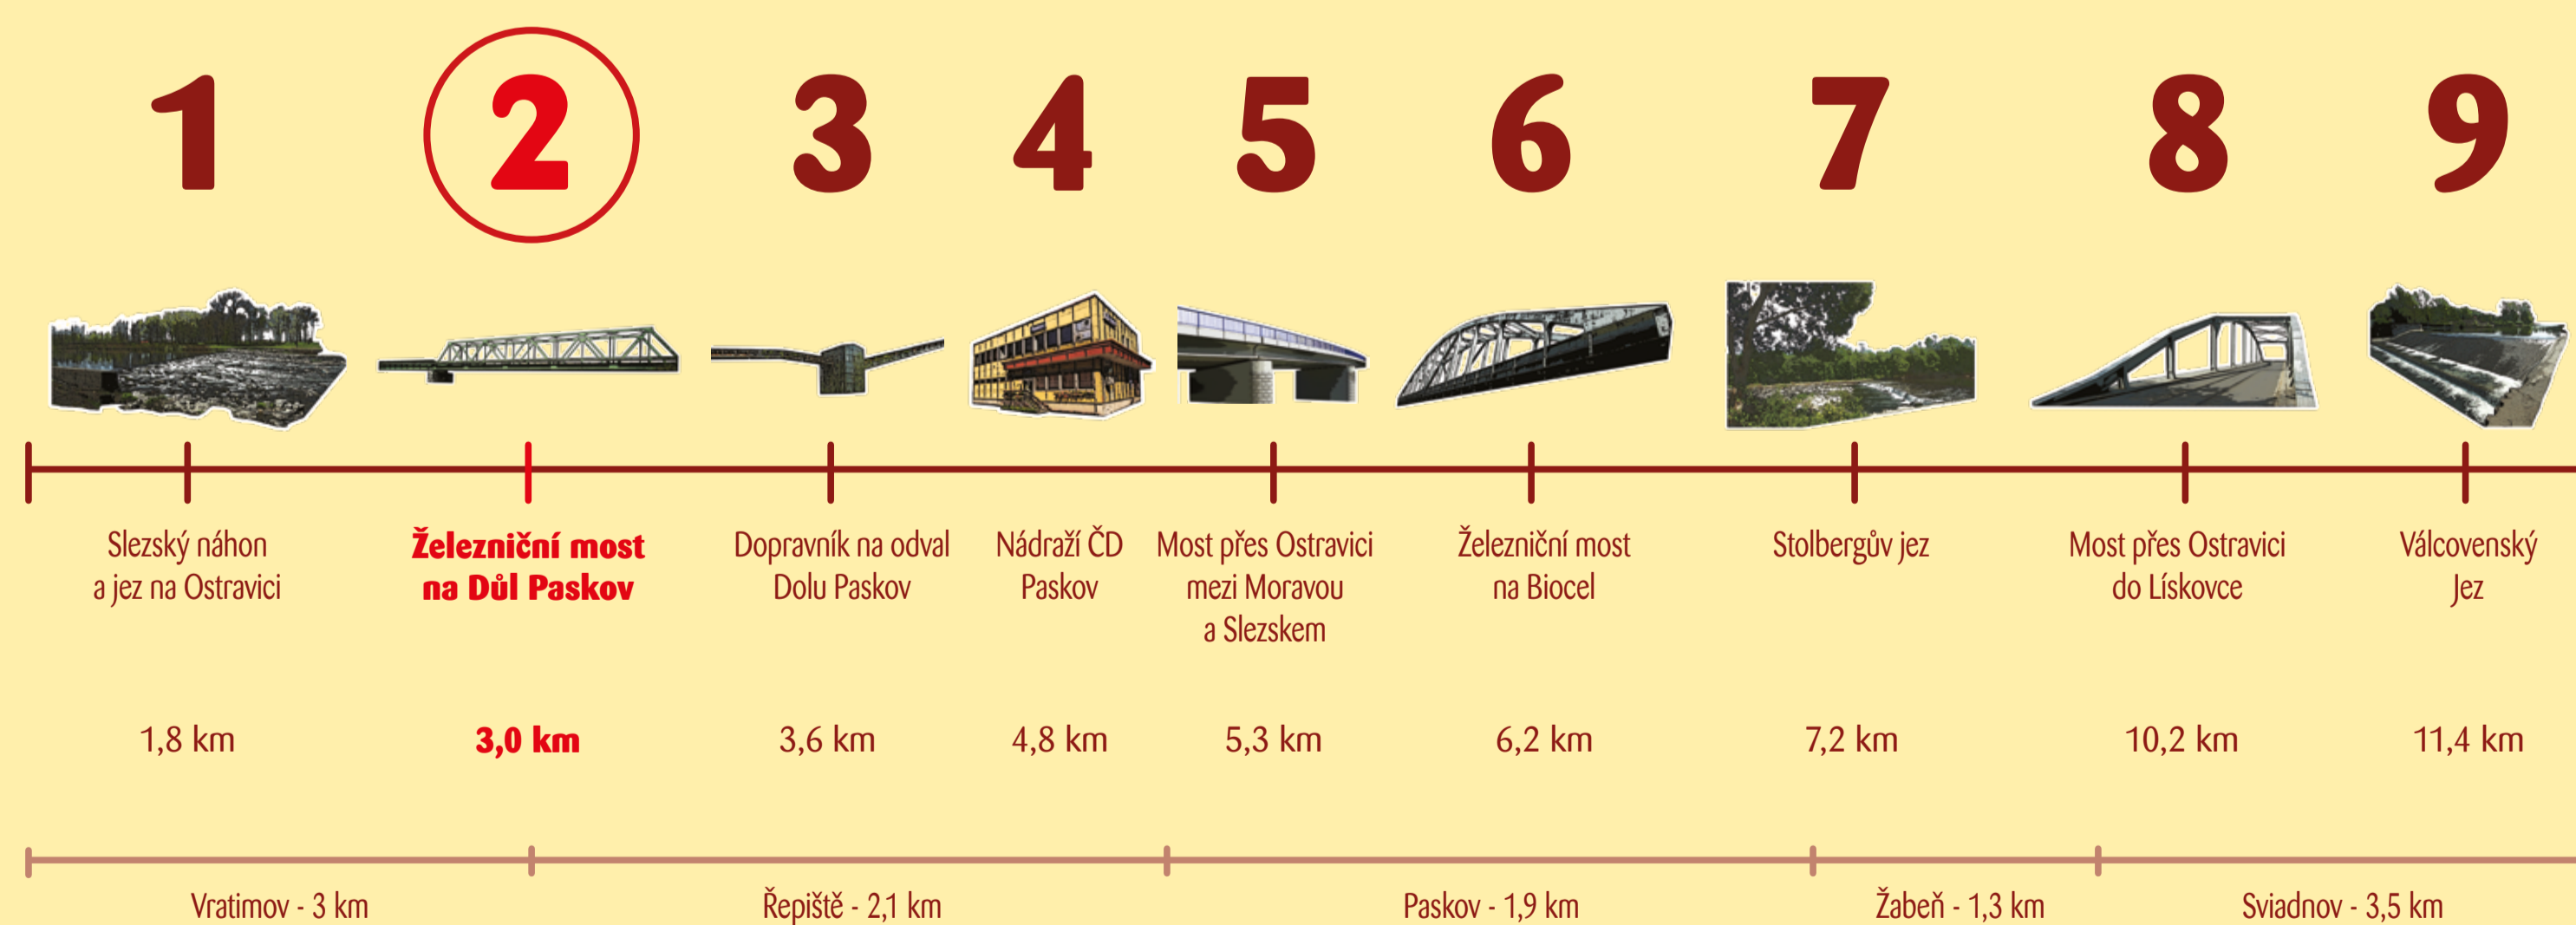 1 2 3 4 5 6 7 8 9
Slezský náhon
a jez na Ostravici
Železniční most
na Důl Paskov
Dopravník na odval
Dolu Paskov
Nádraží ČD
Paskov
Most přes Ostravici
mezi Moravou
a Slezskem
Železniční most
na Biocel
Stolbergův jez
Most přes Ostravici
do Lískovce
Válcovenský
Jez
1,8 km 3,0 km 3,6 km 4,8 km 5,3 km 6,2 km 7,2 km 10,2 km 11,4 km
Vratimov - 3 km Řepiště - 2,1 km Paskov - 1,9 km Žabeň - 1,3 km Sviadnov - 3,5 km